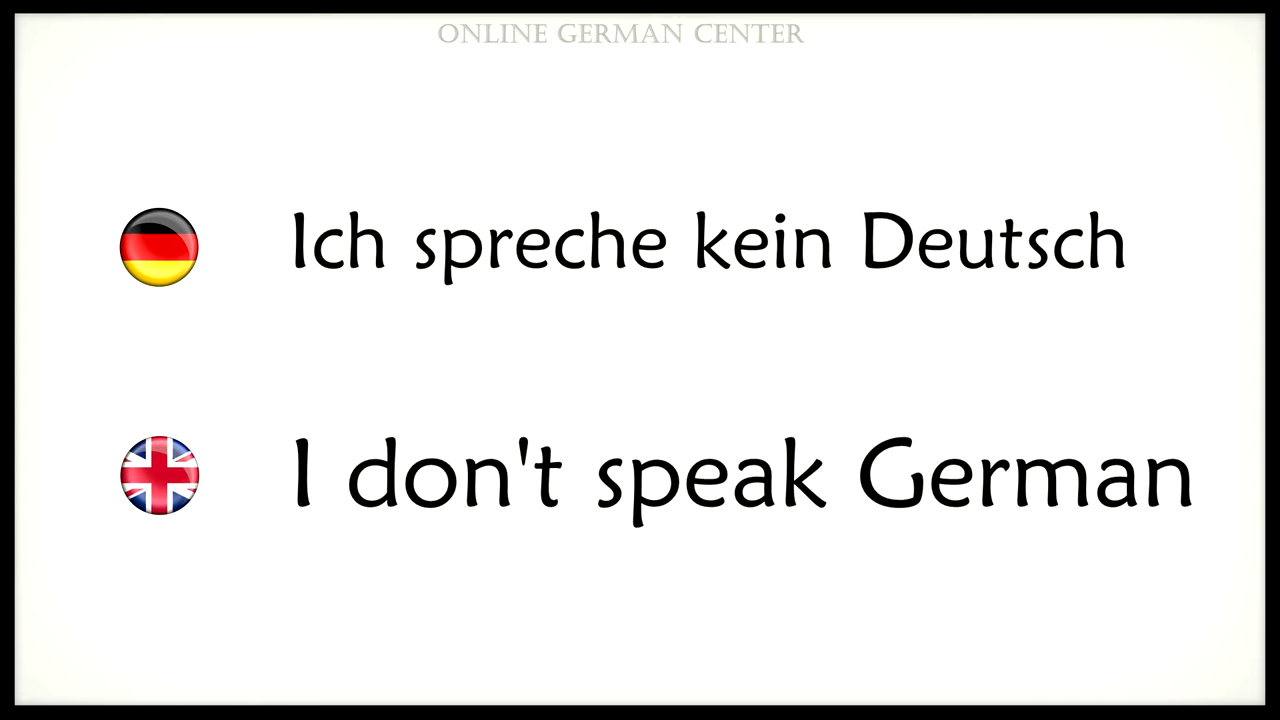 ONLINE GERMAN CENTER
Ich spreche kein Deutsch
I don't speak German